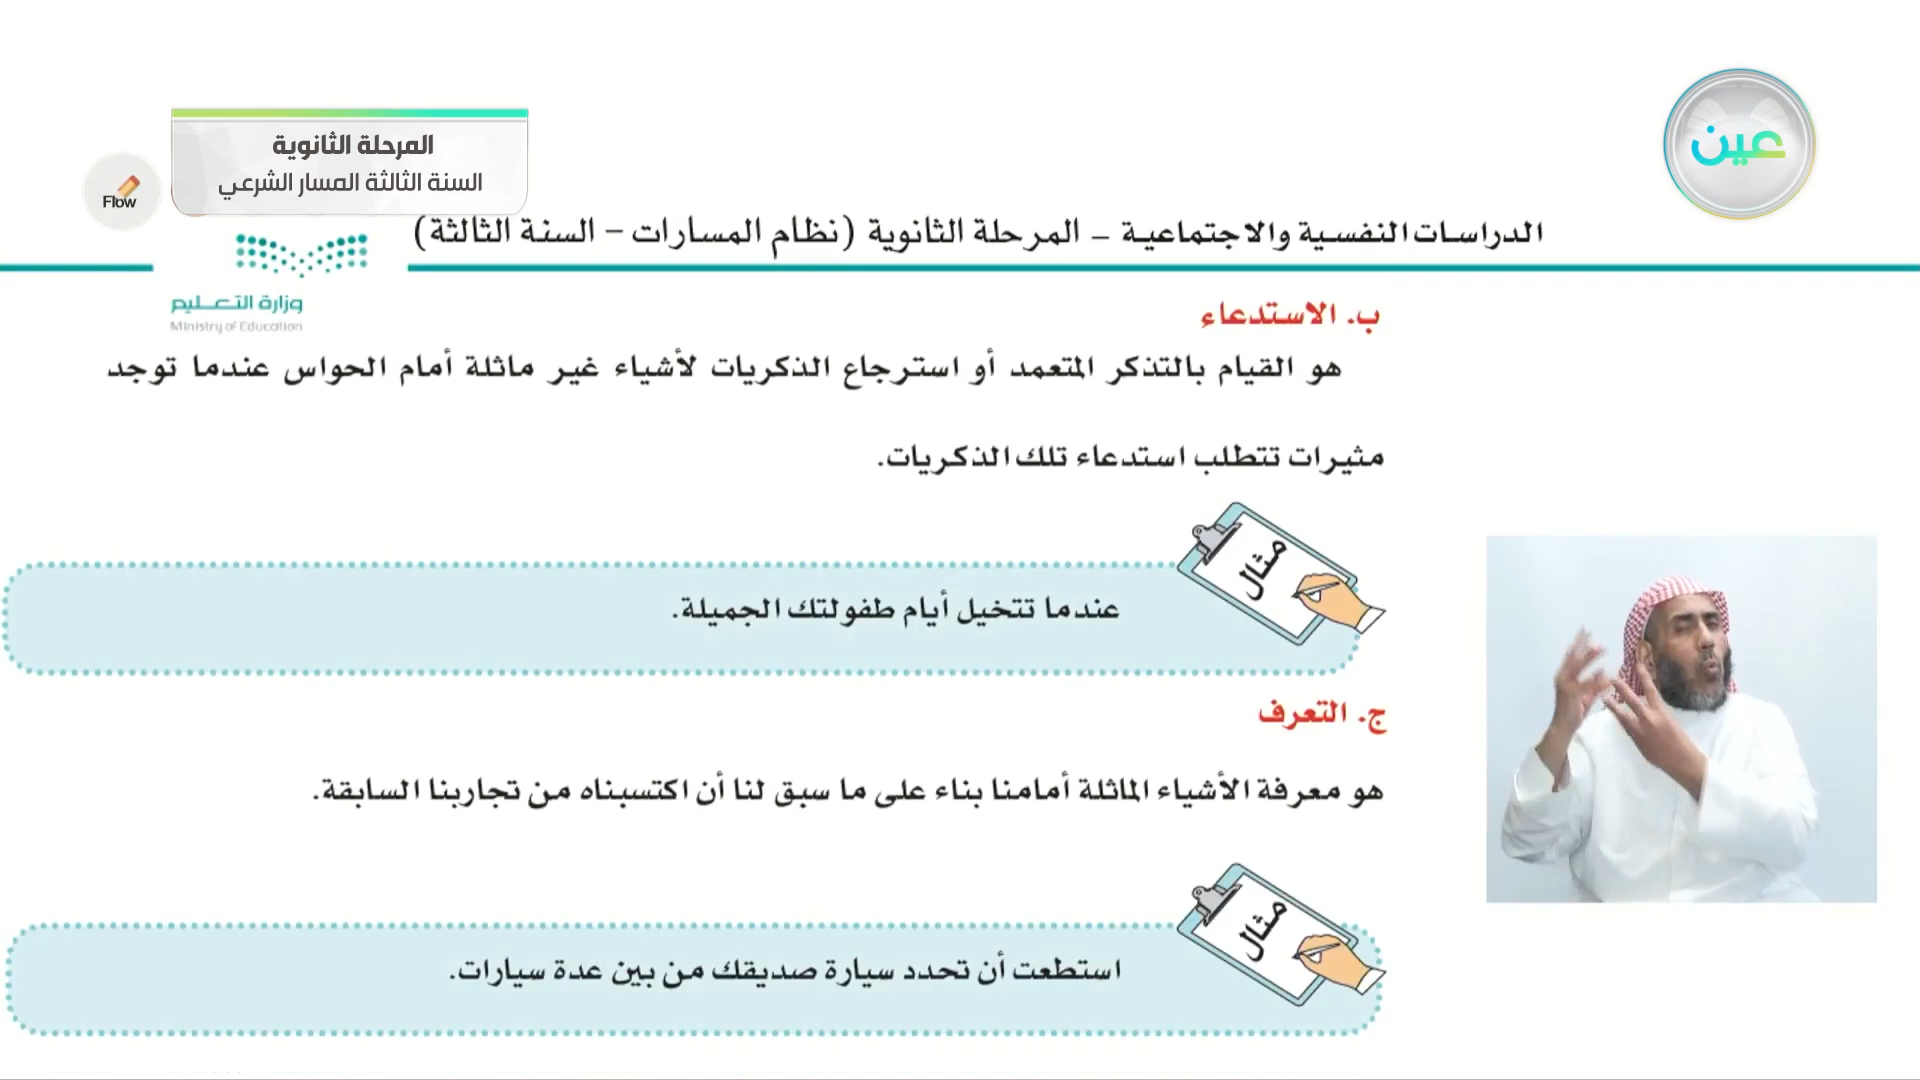 عين
المرحلة الثانوية
السنة الثالثة المسار الشرعي
Flow
الدراسات النفسية والاجتماعية – المرحلة الثانوية (نظام المسارات – السنة الثالثة)
وزارة التعليم
Ministry of Education
ب. الاستدعاء
هو القيام بالتذكر المتعمد أو استرجاع الذكريات لأشياء غير ماثلة أمام الحواس عندما توجد
مثيرات تتطلب استدعاء تلك الذكريات.
مثال
عندما تتخيل أيام طفولتك الجميلة.
ج. التعرف
هو معرفة الأشياء الماثلة أمامنا بناء على ما سبق لنا أن اكتسبناه من تجاربنا السابقة.
مثال
استطعت أن تحدد سيارة صديقك من بين عدة سيارات.